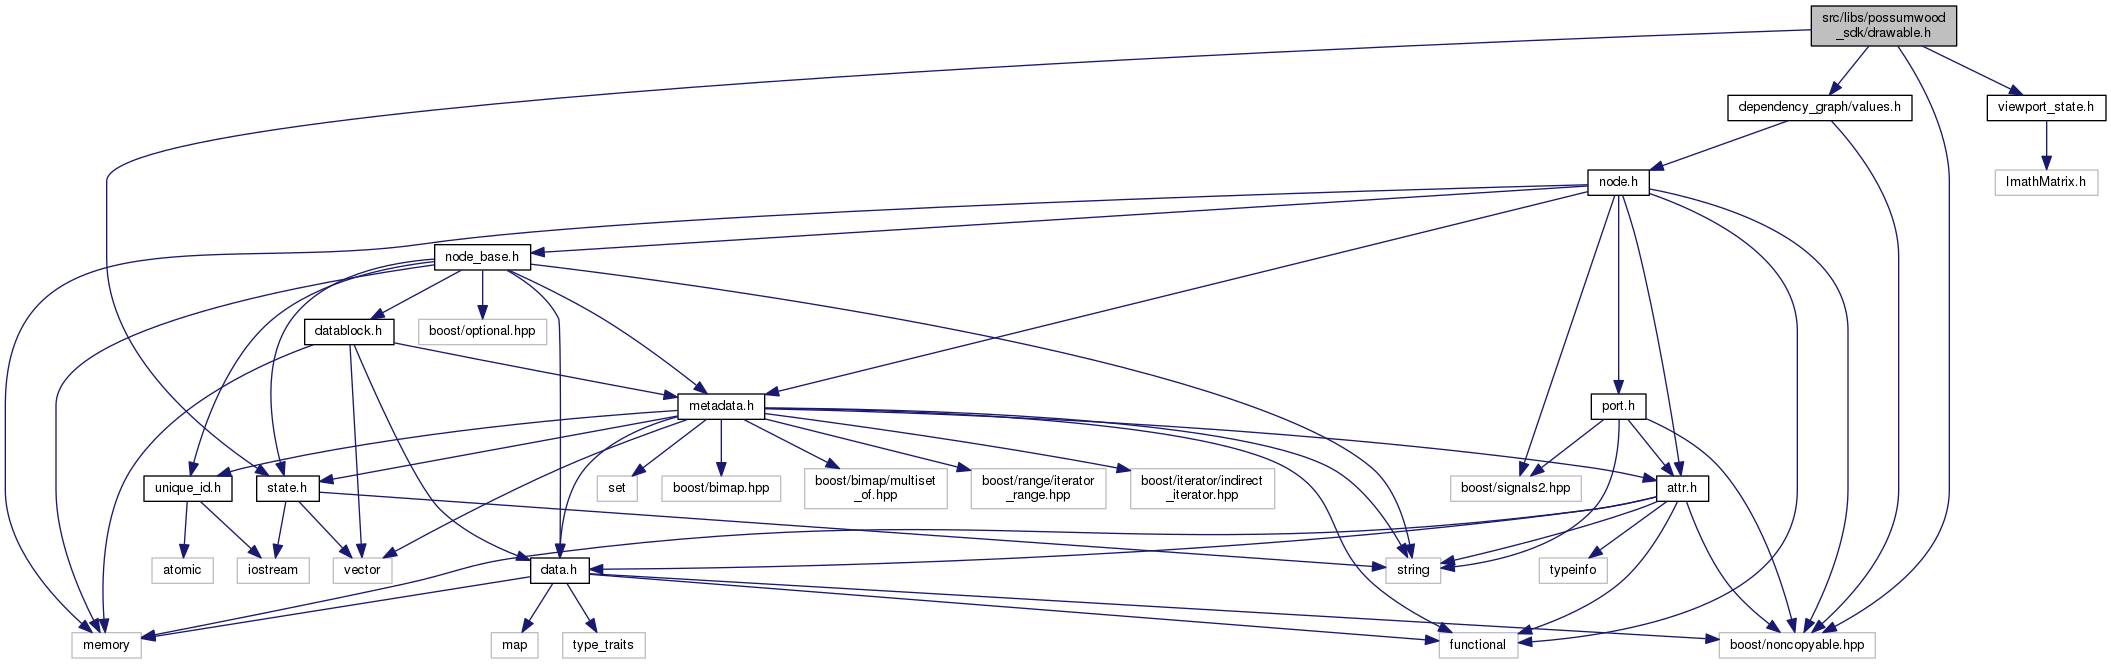 src/libs/possumwood
_sdk/drawable.h
dependency_graph/values.h
viewport_state.h
node.h
ImathMatrix.h
node_base.h
datablock.h
boost/optional.hpp
metadata.h
port.h
unique_id.h
state.h
set
boost/bimap.hpp
boost/bimap/multiset
_of.hpp
boost/range/iterator
_range.hpp
boost/iterator/indirect
_iterator.hpp
boost/signals2.hpp
attr.h
atomic
iostream
vector
data.h
string
typeinfo
memory
map
type_traits
functional
boost/noncopyable.hpp